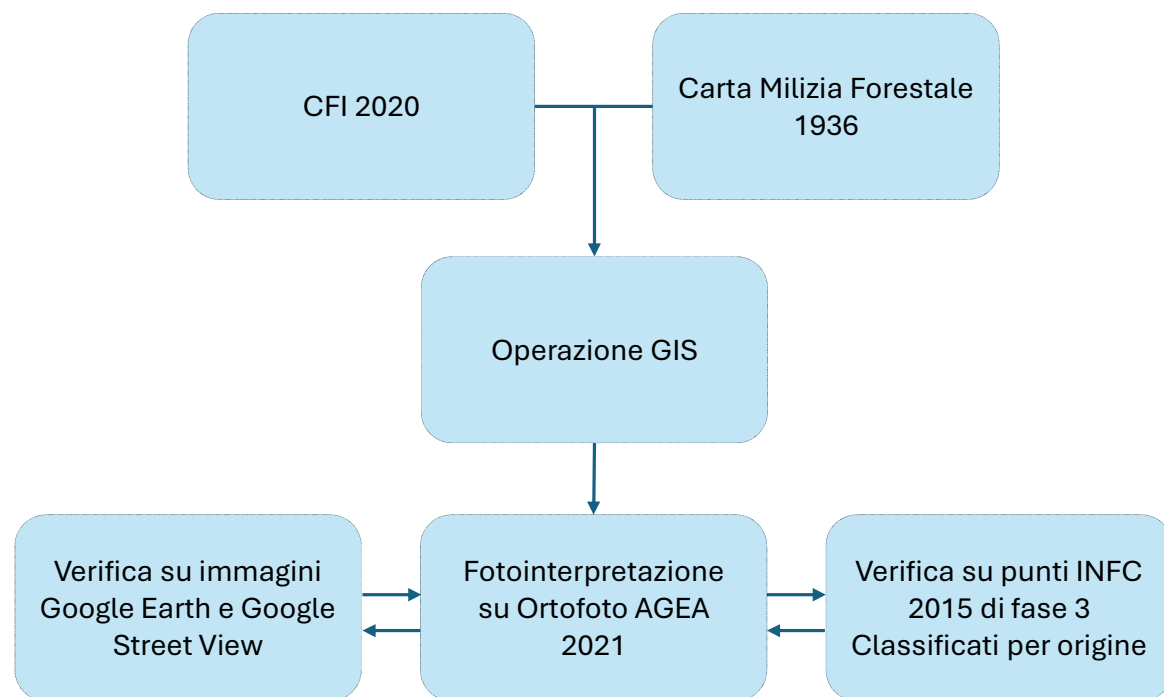 CFI 2020
Carta Milizia Forestale
1936
Operazione GIS
Verifica su immagini
Google Earth e Google
Street View
Fotointerpretazione
su Ortofoto AGEA
2021
Verifica su punti INFC
2015 di fase 3
Classificati per origine